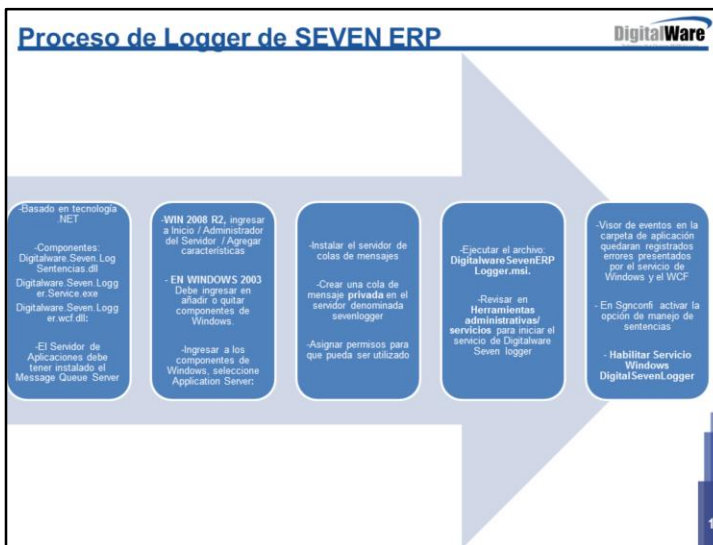 Proceso de Logger de SEVEN ERP
DigitalWare
-Basado en tecnología
.NET
-Componentes:
Digitalware.Seven.Log
Sentencias.dll
Digitalware.Seven.Logg
er.Service.exe
Digitalware.Seven.Logg
er.wcf.dll:
-El Servidor de
Aplicaciones debe
tener instalado el
Message Queue Server
-WIN 2008 R2, ingresar
a Inicio / Administrador
del Servidor / Agregar
características
- EN WINDOWS 2003
Debe ingresar en
añadir o quitar
componentes de
Windows.
-Ingresar a los
componentes de
Windows, seleccione
Application Server:
-Instalar el servidor de
colas de mensajes
-Crear una cola de
mensaje privada en el
servidor denominada
sevenlogger
-Asignar permisos para
que pueda ser utilizado
-Ejecutar el archivo:
DigitalwareSevenERP
Logger.msi.
-Revisar en
Herramientas
administrativas/
servicios para iniciar el
servicio de Digitalware
Seven logger
-Visor de eventos en la
carpeta de aplicación
quedaran registrados
errores presentados
por el servicio de
Windows y el WCF
- En Sgnconfi activar la
opción de manejo de
sentencias
- Habilitar Servicio
Windows
DigitalSevenLogger
1